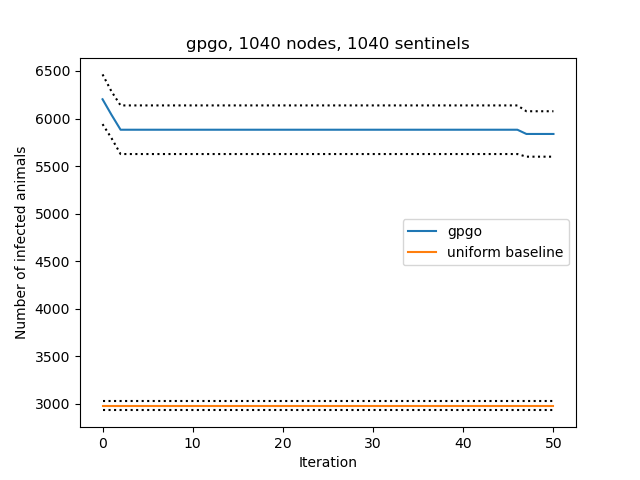 gpgo, 1040 nodes, 1040 sentinels
Number of infected animals
6500
6000
5500
5000
4500
4000
3500
3000
gpgo
uniform baseline
0 10 20 30 40 50
Iteration